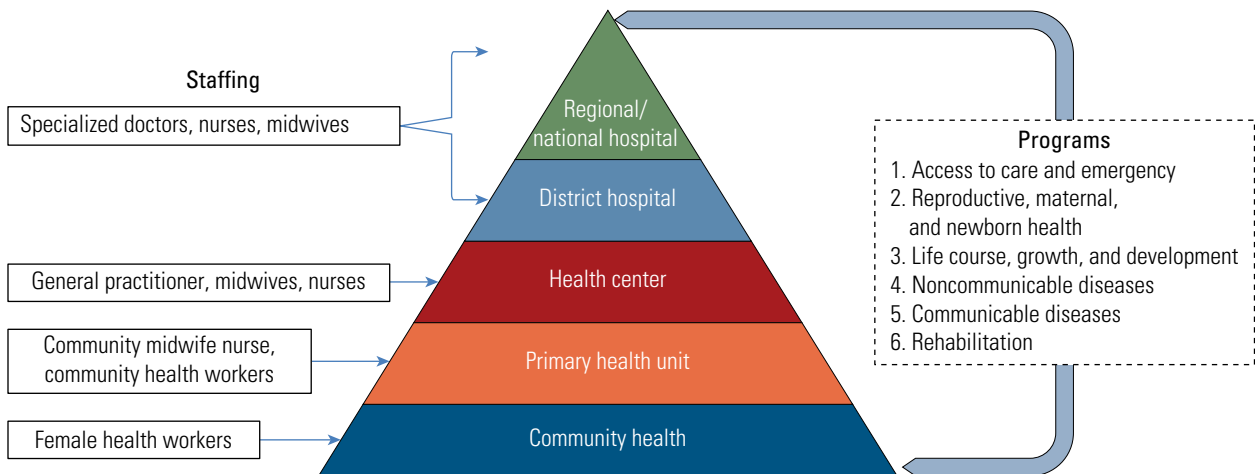 Staffing
Specialized doctors, nurses, midwives
General practitioner, midwives, nurses
Community midwife nurse,
community health workers
Female health workers
Regional/
national hospital
District hospital
Health center
Primary health unit
Community health
Programs
1. Access to care and emergency
2. Reproductive, maternal,
and newborn health
3. Life course, growth, and development
4. Noncommunicable diseases
5. Communicable diseases
6. Rehabilitation